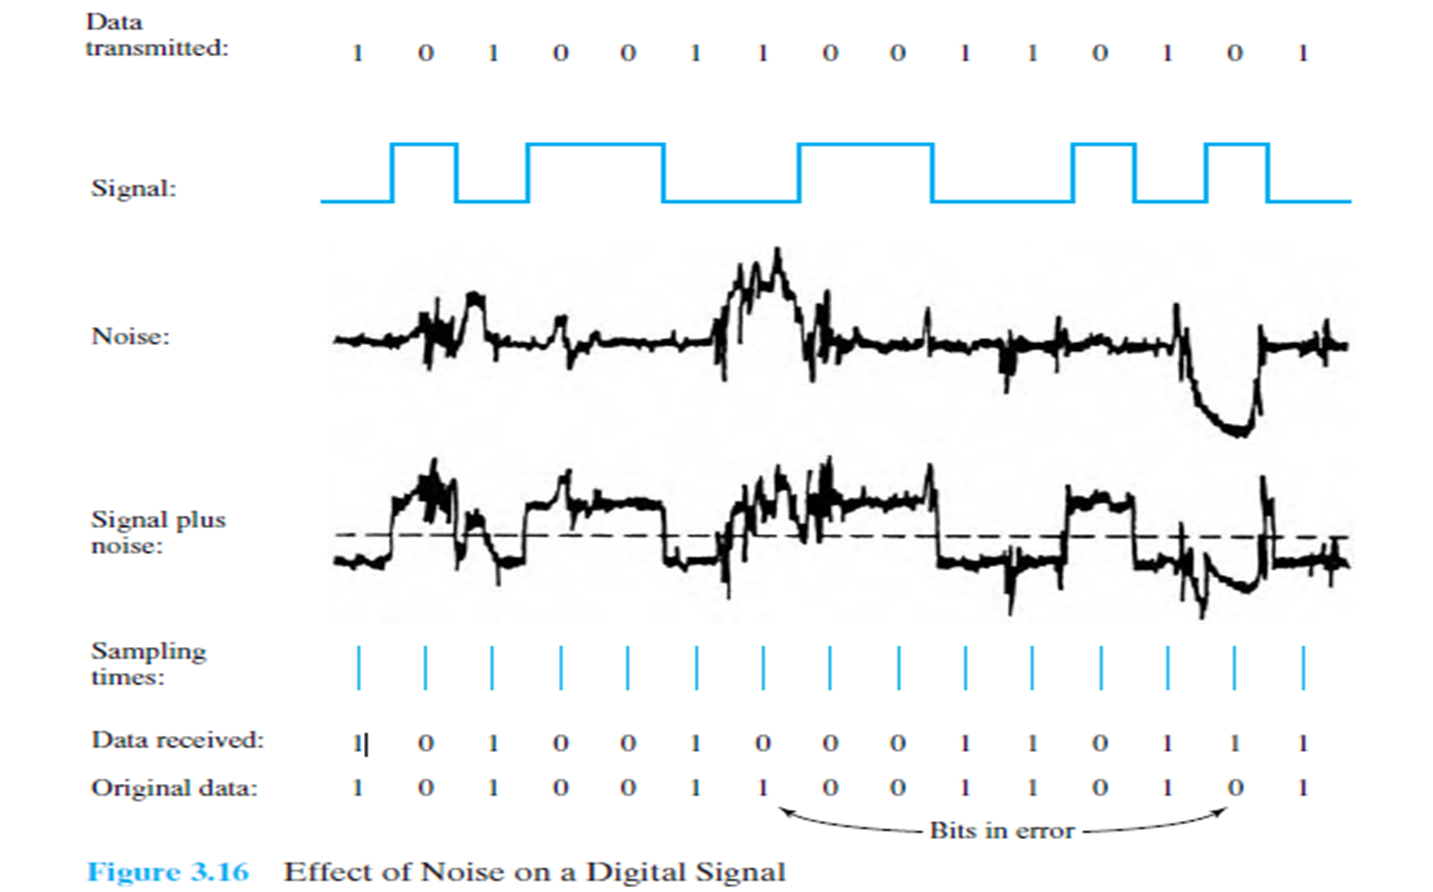 Data
transmitted: 1 0 1 0 0 1 1 0 0 1 1 0 1 0 1
Signal:
Noise:
Signal plus
noise:
Sampling
times:
Data received: 1 0 1 0 0 1 0 0 0 1 1 0 1 1 1
Original data: 1 0 1 0 0 1 1 0 0 1 1 0 1 0 1
Bits in error
Figure 3.16 Effect of Noise on a Digital Signal